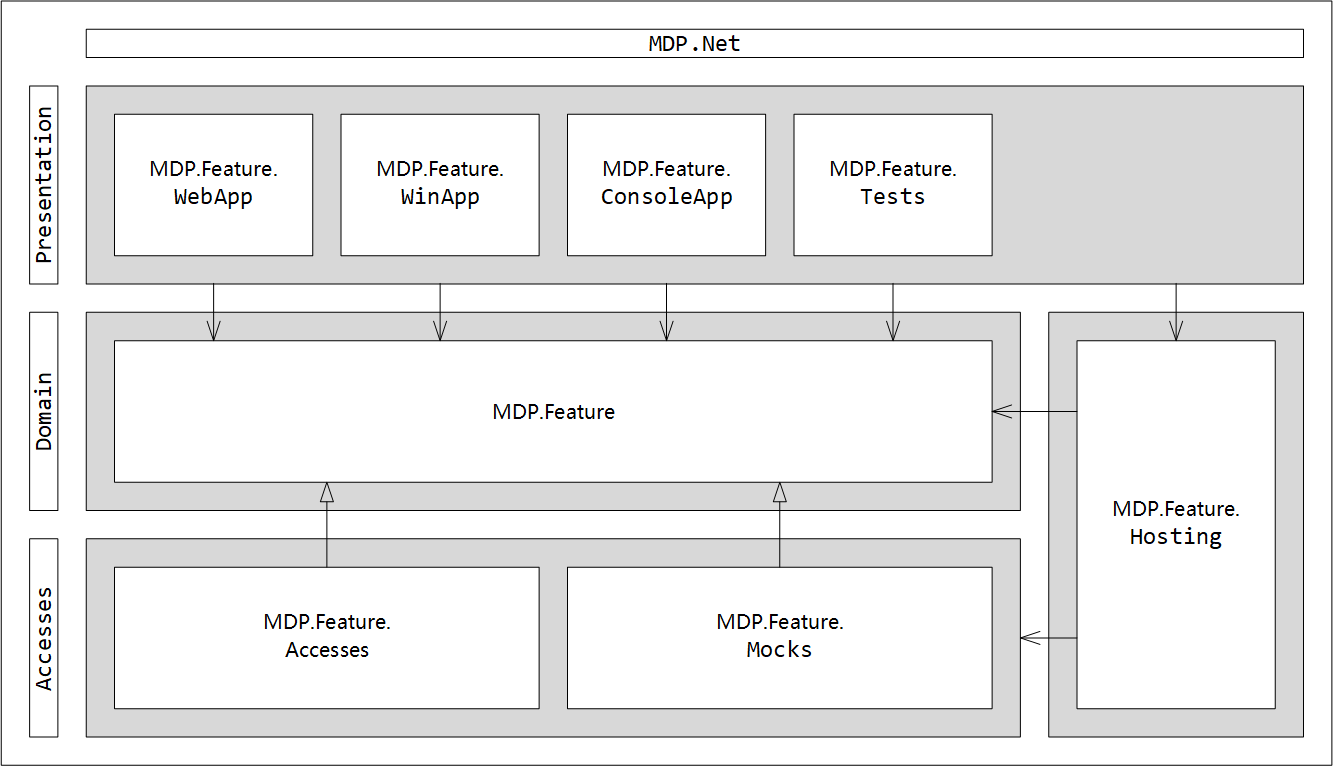 MDP.Net
Presentation
MDP.Feature.
WebApp
MDP.Feature.
WinApp
MDP.Feature.
ConsoleApp
MDP.Feature.
Tests
Domain
MDP.Feature
MDP.Feature.
Hosting
Accesses
MDP.Feature.
Accesses
MDP.Feature.
Mocks